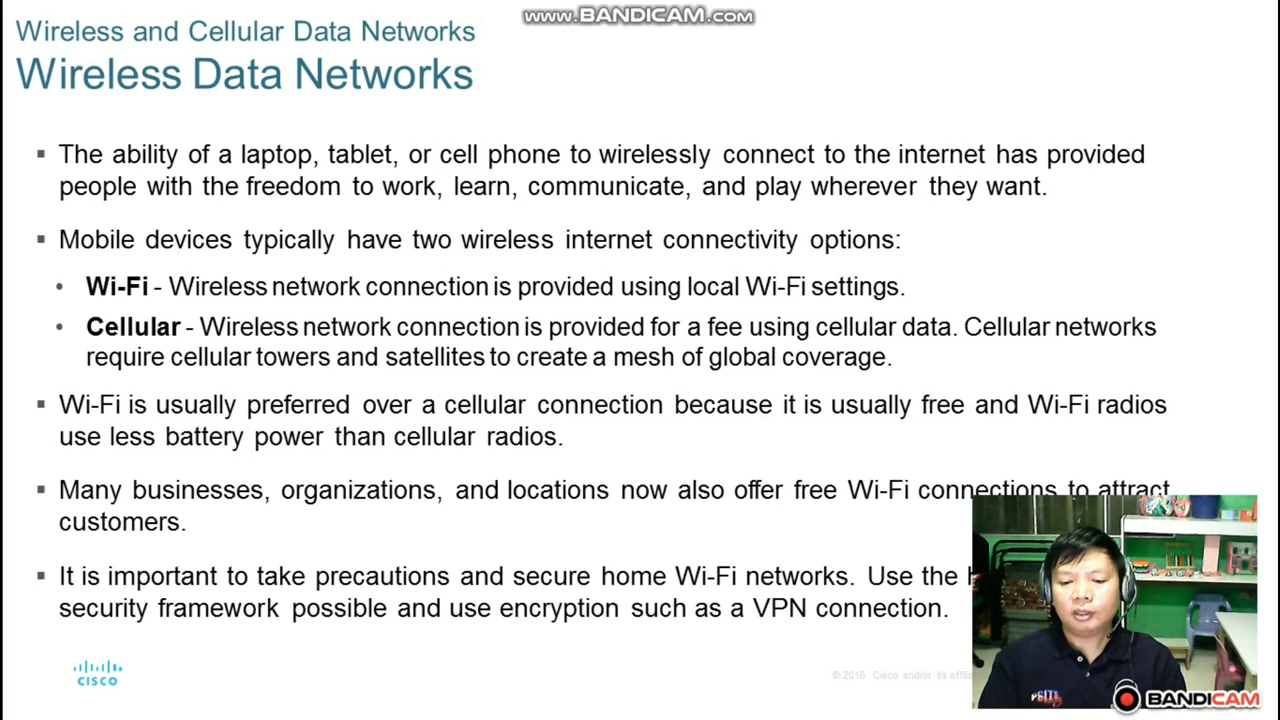 www.BANDICAM.com
Wireless and Cellular Data Networks
Wireless Data Networks
▪ The ability of a laptop, tablet, or cell phone to wirelessly connect to the internet has provided
people with the freedom to work, learn, communicate, and play wherever they want.
▪ Mobile devices typically have two wireless internet connectivity options:
• Wi-Fi - Wireless network connection is provided using local Wi-Fi settings.
• Cellular - Wireless network connection is provided for a fee using cellular data. Cellular networks
require cellular towers and satellites to create a mesh of global coverage.
▪ Wi-Fi is usually preferred over a cellular connection because it is usually free and Wi-Fi radios
use less battery power than cellular radios.
▪ Many businesses, organizations, and locations now also offer free Wi-Fi connections to attract
customers.
▪ It is important to take precautions and secure home Wi-Fi networks. Use the
security framework possible and use encryption such as a VPN connection.
CISCO
© 2016 Cisco and/or its
BANDICAM